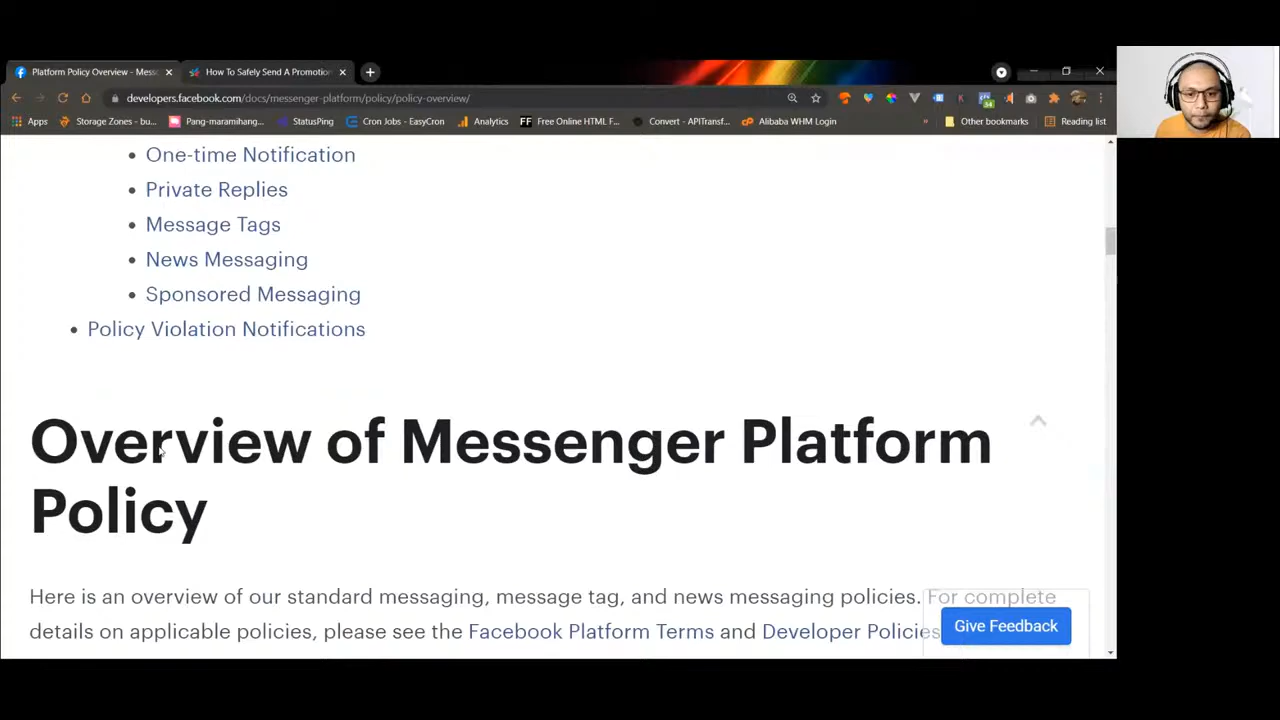 Platform Policy Overview - Mess
How To Safely Send A Promotion
developers.facebook.com/docs/messenger-platform/policy/policy-overview/
Apps
Storage Zones - bu...
Pang-maramihang...
StatusPing
Cron Jobs - EasyCron
Analytics
FF
Free Online HTML F...
Convert - APITransf...
Alibaba WHM Login
»
Other bookmarks
Reading list
• One-time Notification
• Private Replies
• Message Tags
• News Messaging
• Sponsored Messaging
• Policy Violation Notifications
Overview of Messenger Platform
Policy
Here is an overview of our standard messaging, message tag, and news messaging policies. For complete
details on applicable policies, please see the Facebook Platform Terms and Developer Policies
Give Feedback